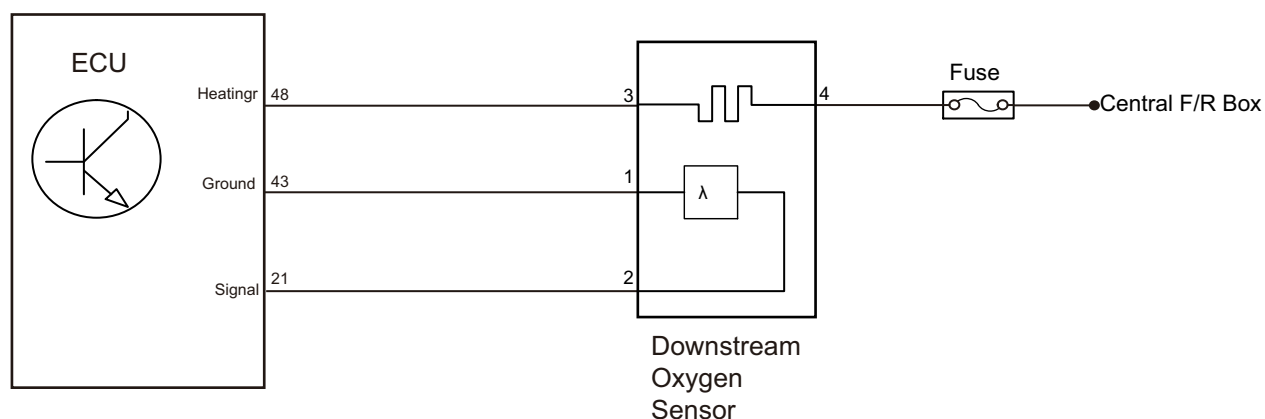 ECU
Fuse
Heatingr 48 3 4
Central F/R Box
Ground 43 1
λ
Signal 21 2
Downstream
Oxygen
Sensor